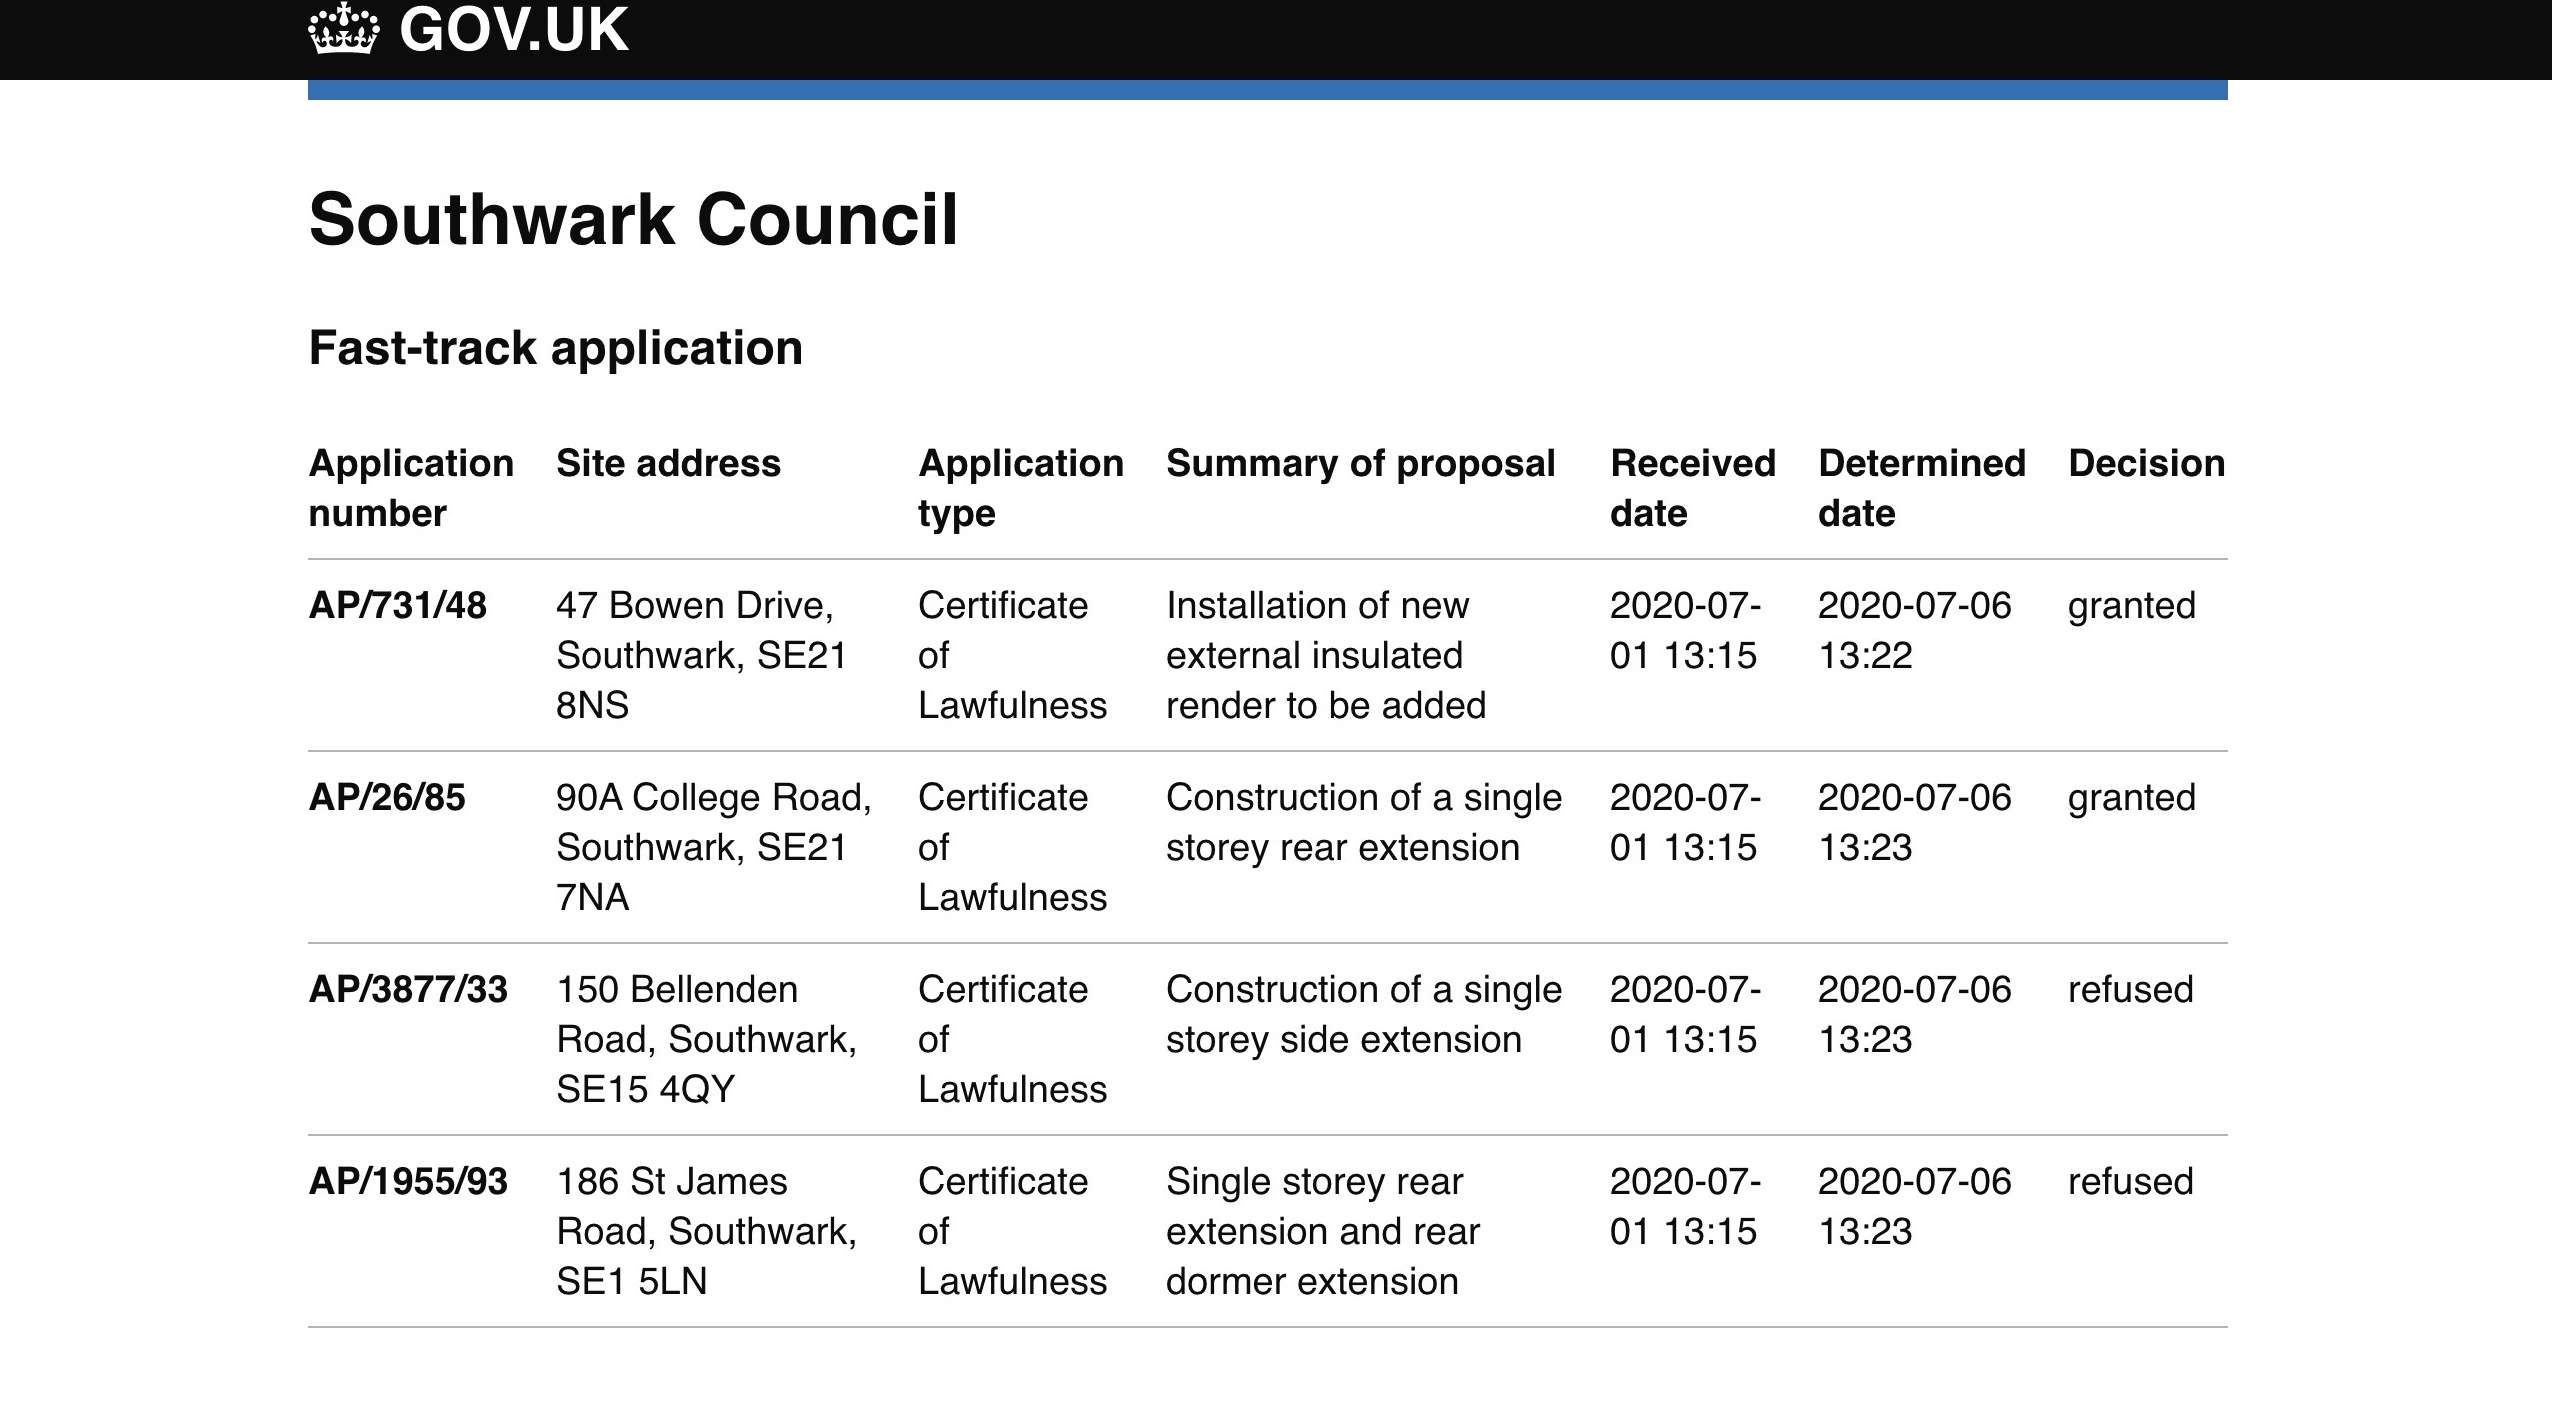 GOV.UK
Southwark Council
Fast-track application
Application number Site address Application type Summary of proposal Received date Determined date Decision
AP/731/48 47 Bowen Drive, Southwark, SE21 8NS Certificate of Lawfulness Installation of new external insulated render to be added 2020-07-01 13:15 2020-07-06 13:22 granted
AP/26/85 90A College Road, Southwark, SE21 7NA Certificate of Lawfulness Construction of a single storey rear extension 2020-07-01 13:15 2020-07-06 13:23 granted
AP/3877/33 150 Bellenden Road, Southwark, SE15 4QY Certificate of Lawfulness Construction of a single storey side extension 2020-07-01 13:15 2020-07-06 13:23 refused
AP/1955/93 186 St James Road, Southwark, SE1 5LN Certificate of Lawfulness Single storey rear extension and rear dormer extension 2020-07-01 13:15 2020-07-06 13:23 refused